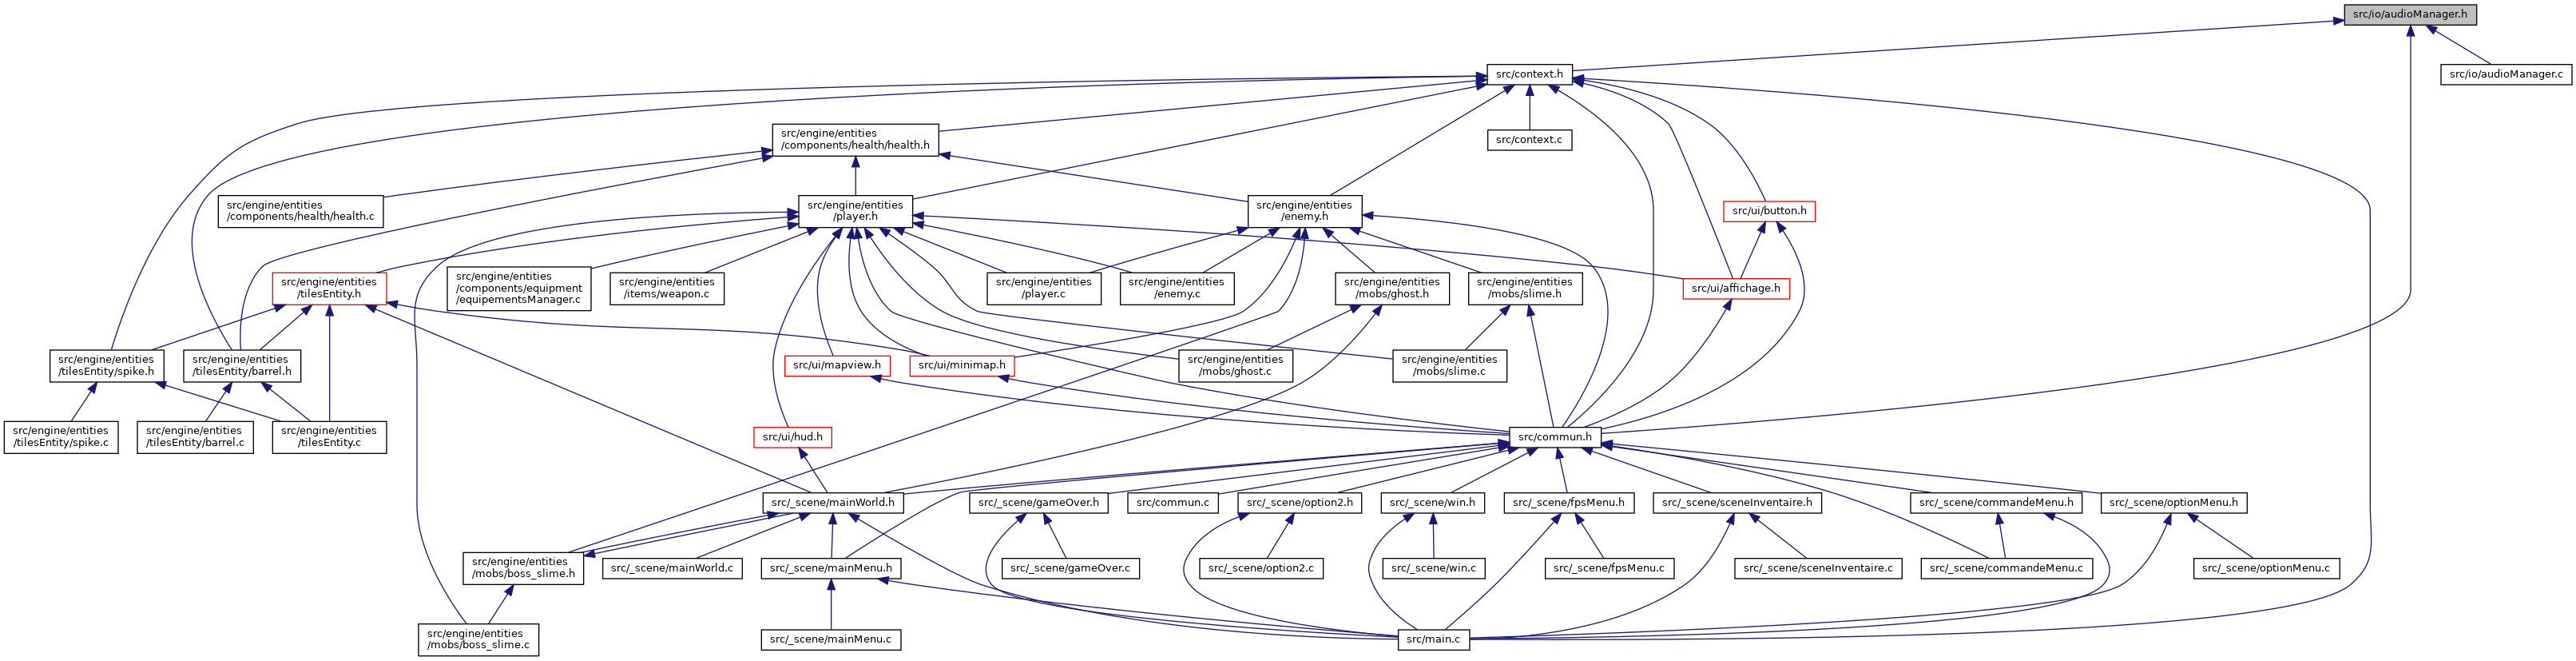 src/io/audioManager.h
src/context.h
src/io/audioManager.c
src/engine/entities
/components/health/health.h
src/context.c
src/engine/entities
/components/health/health.c
src/engine/entities
/player.h
src/engine/entities
/enemy.h
src/ui/button.h
src/engine/entities
/tilesEntity.h
src/engine/entities
/components/equipment
/equipementsManager.c
src/engine/entities
/items/weapon.c
src/engine/entities
/player.c
src/engine/entities
/enemy.c
src/engine/entities
/mobs/ghost.h
src/engine/entities
/mobs/slime.h
src/ui/affichage.h
src/engine/entities
/tilesEntity/spike.h
src/engine/entities
/tilesEntity/barrel.h
src/ui/mapview.h
src/ui/minimap.h
src/engine/entities
/mobs/ghost.c
src/engine/entities
/mobs/slime.c
src/engine/entities
/tilesEntity/spike.c
src/engine/entities
/tilesEntity/barrel.c
src/engine/entities
/tilesEntity.c
src/ui/hud.h
src/commun.h
src/_scene/mainWorld.h
src/_scene/gameOver.h
src/commun.c
src/_scene/option2.h
src/_scene/win.h
src/_scene/fpsMenu.h
src/_scene/sceneInventaire.h
src/_scene/commandeMenu.h
src/_scene/optionMenu.h
src/engine/entities
/mobs/boss_slime.h
src/_scene/mainWorld.c
src/_scene/mainMenu.h
src/_scene/gameOver.c
src/_scene/option2.c
src/_scene/win.c
src/_scene/fpsMenu.c
src/_scene/sceneInventaire.c
src/_scene/commandeMenu.c
src/_scene/optionMenu.c
src/engine/entities
/mobs/boss_slime.c
src/_scene/mainMenu.c
src/main.c